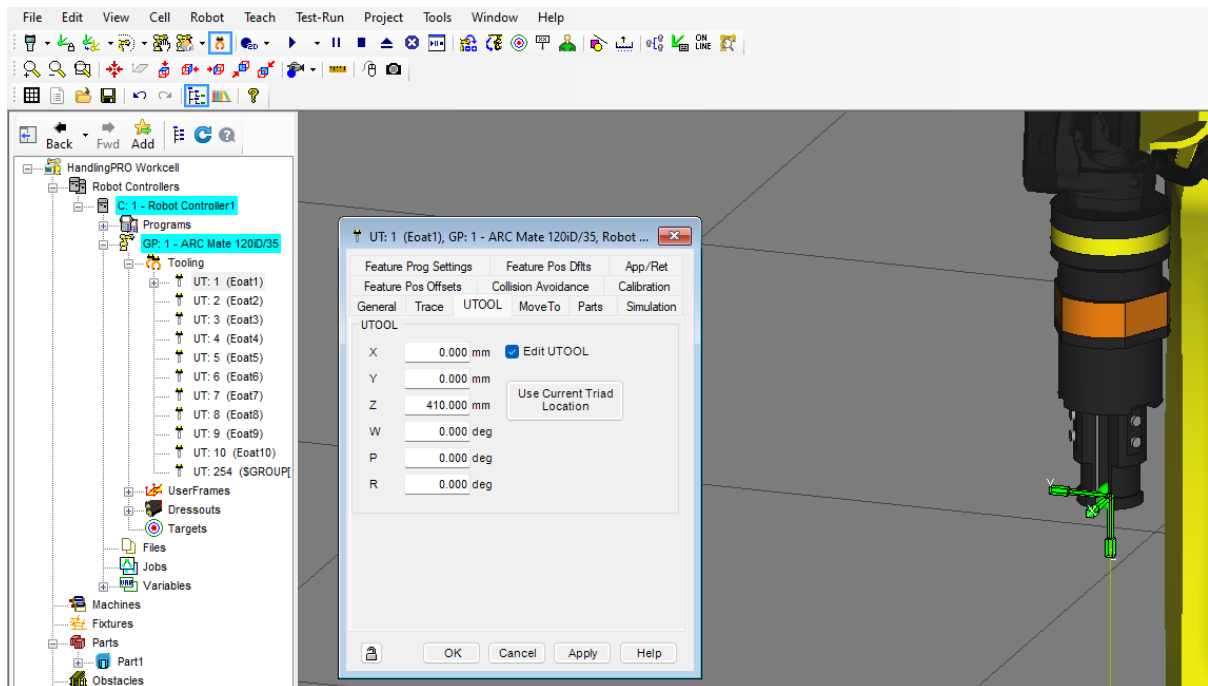 File Edit View Cell Robot Teach Test-Run Project Tools Window Help
ON
LINE
Back Fwd Add
HandlingPRO Workcell
Robot Controllers
C: 1 - Robot Controller1
Programs
GP: 1 - ARC Mate 120iD/35
Tooling
UT: 1 (Eoat1)
UT: 2 (Eoat2)
UT: 3 (Eoat3)
UT: 4 (Eoat4)
UT: 5 (Eoat5)
UT: 6 (Eoat6)
UT: 7 (Eoat7)
UT: 8 (Eoat8)
UT: 9 (Eoat9)
UT: 10 (Eoat10)
UT: 254 ($GROUP[
UserFrames
Dressouts
Targets
Files
Jobs
Variables
Machines
Fixtures
Parts
Part1
Obstacles
UT: 1 (Eoat1), GP: 1 - ARC Mate 120iD/35, Robot ...
Feature Prog Settings Feature Pos Dflts App/Ret
Feature Pos Offsets Collision Avoidance Calibration
General Trace UTOOL MoveTo Parts Simulation
UTOOL
X 0.000 mm Edit UTOOL
Y 0.000 mm
Use Current Triad
Location
Z 410.000 mm
W 0.000 deg
P 0.000 deg
R 0.000 deg
OK Cancel Apply Help